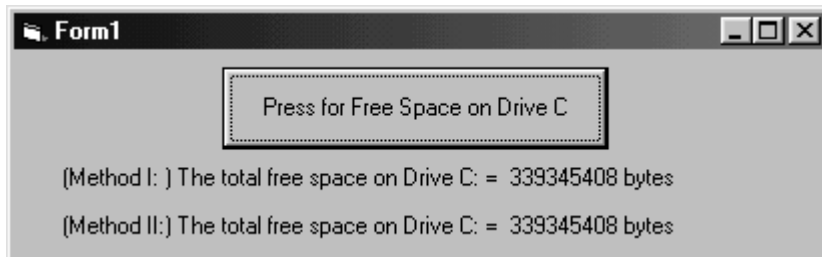 Form1
Press for Free Space on Drive C
(Method I: ) The total free space on Drive C: = 339345408 bytes
(Method II:) The total free space on Drive C: = 339345408 bytes